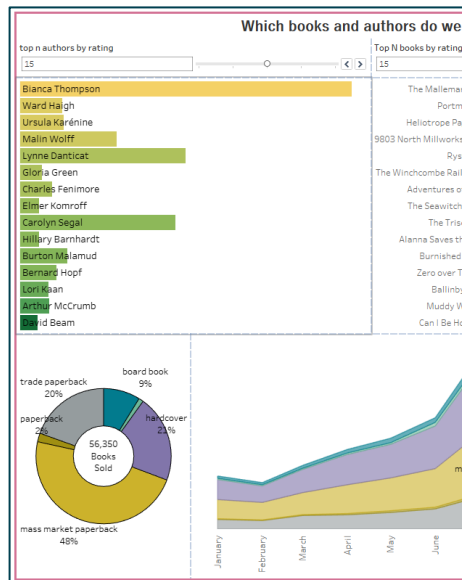 Which books and authors do we
top n authors by rating
15
Top N books by rating
15
Bianca Thompson
Ward Haigh
Ursula Karénine
Malin Wolff
Lynne Danticat
Gloria Green
Charles Fenimore
Elmer Komroff
Carolyn Segal
Hillary Barnhardt
Burton Malamud
Bernard Hopf
Lori Kaan
Arthur McCrumb
David Beam
The Mallemar
Portm
Heliotrope Pa
9803 North Millworks
Rys
The Winchcombe Rail
Adventures o
The Seawitch
The Triso
Alanna Saves th
Burnished
Zero over T
Ballinby
Muddy W
Can I Be Ho
trade paperback
20%
board book
9%
paperback
2%
hardcover
21%
56,350
Books
Sold
mass market paperback
48%
m
January
February
March
April
May
June